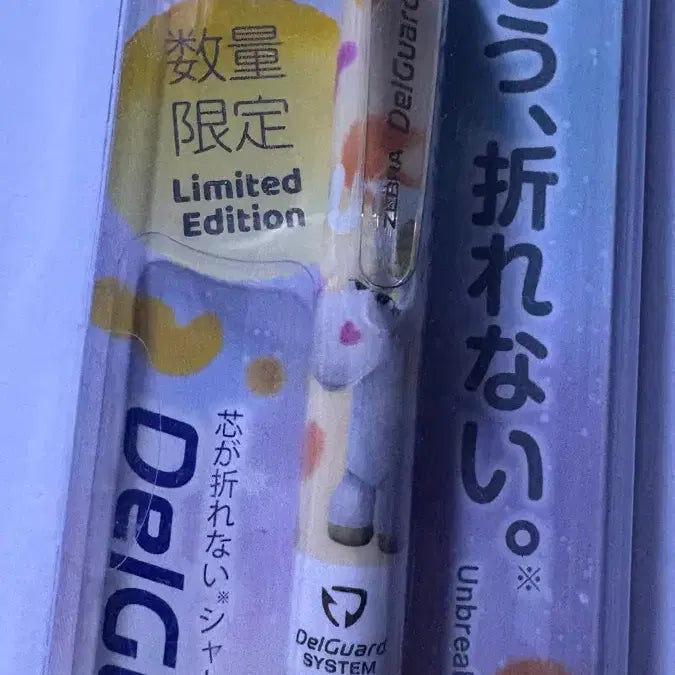 数量
限定
Limited
Edition
ZEBRA DelGuard
う、折れない。※
Unbrea
芯が折れない※シャ
DelG
DelGuard
SYSTEM